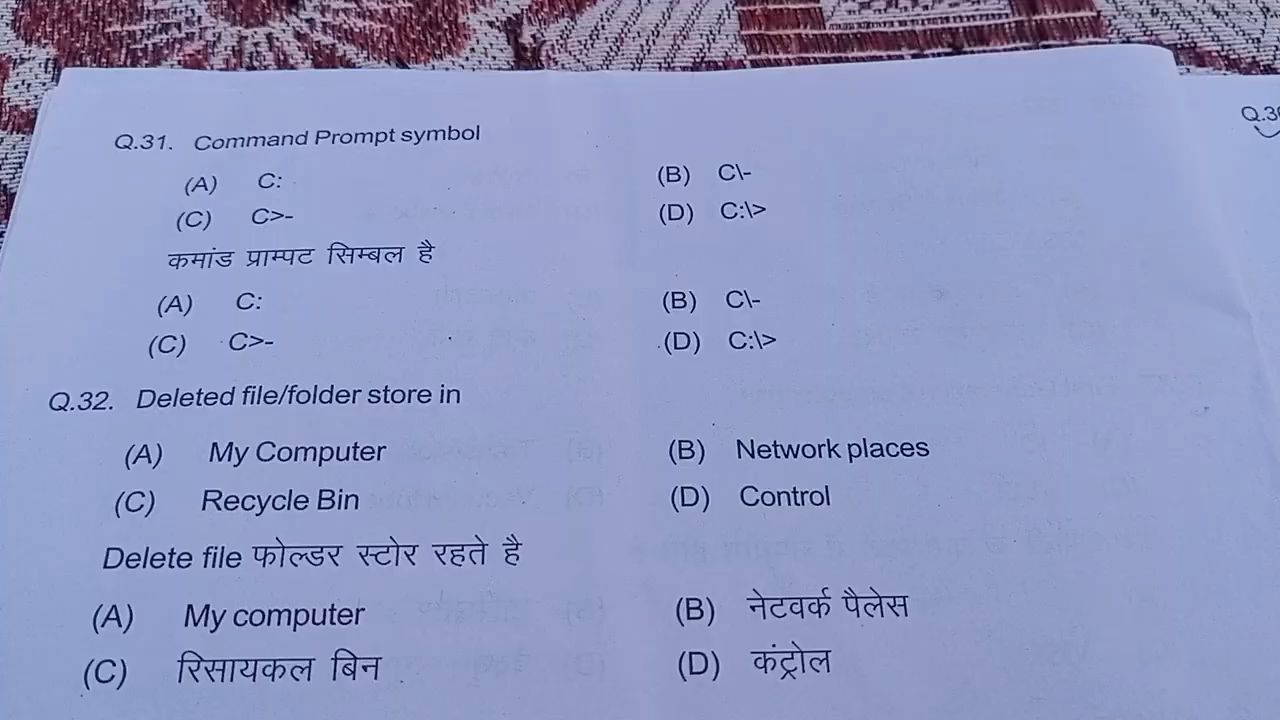 Q.31. Command Prompt symbol
(A) C: (B) C\-
(C) C>- (D) C:\>
कमांड प्राम्पट सिम्बल है
(A) C: (B) C\-
(C) C>- (D) C:\>
Q.32. Deleted file/folder store in
(A) My Computer (B) Network places
(C) Recycle Bin (D) Control
Delete file फोल्डर स्टोर रहते है
(A) My computer (B) नेटवर्क पैलेस
(C) रिसायकल बिन (D) कंट्रोल